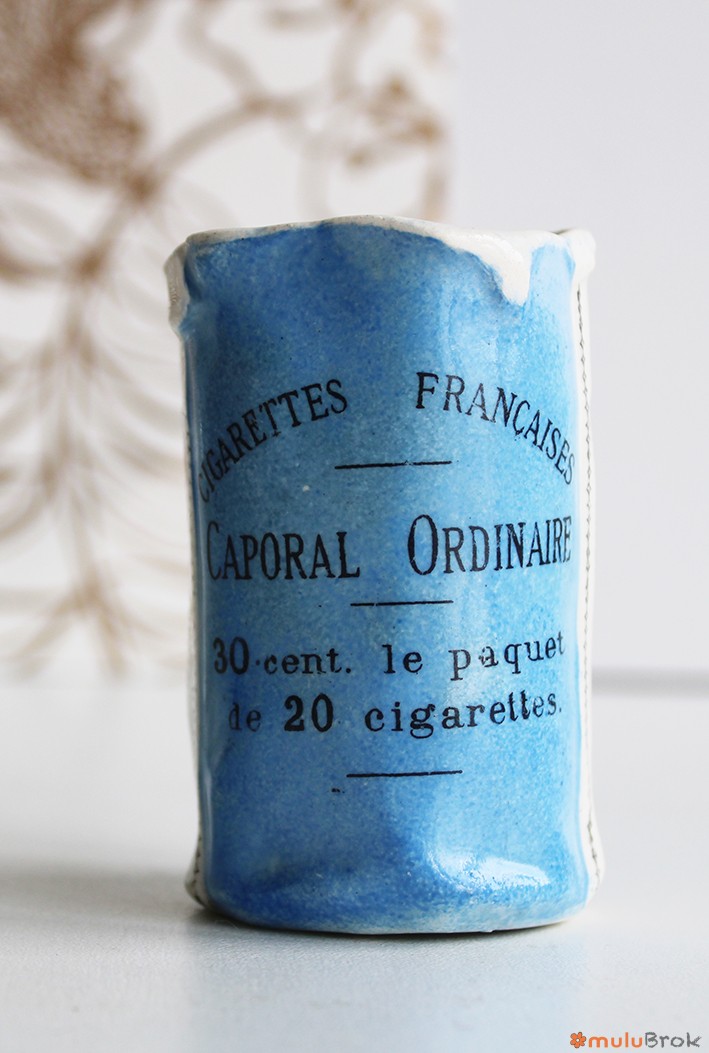 CIGARETTES FRANÇAISES
CAPORAL ORDINAIRE
30 cent. le paquet
de 20 cigarettes.
muluBrok